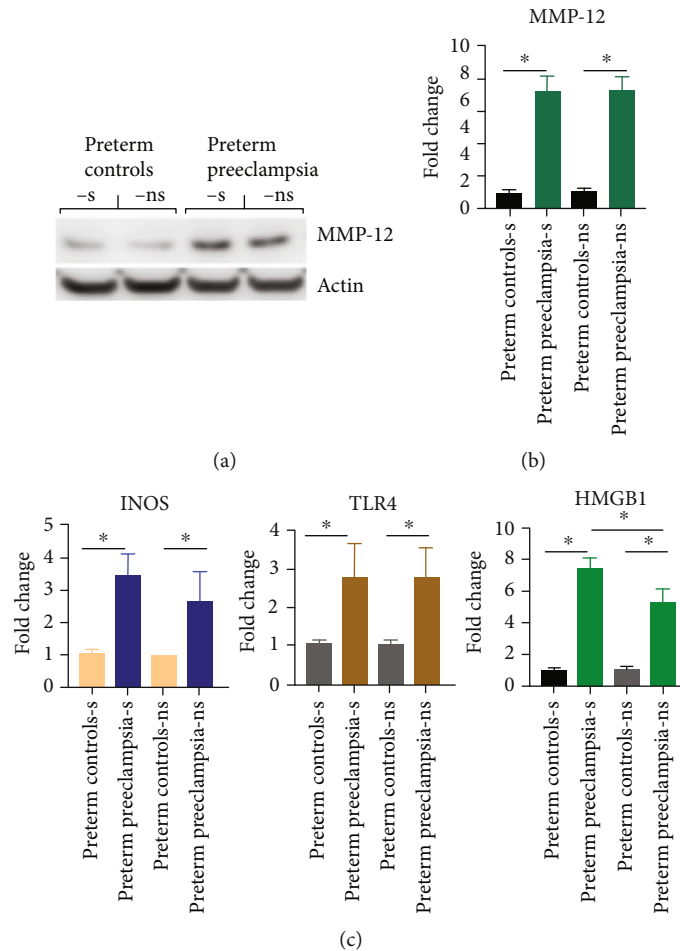 Preterm controls
Preterm preeclampsia
–s
–ns
–s
–ns
MMP-12
Actin
(a)
MMP-12
Fold change
10
8
6
4
2
0
*
*
Preterm controls-s
Preterm preeclampsia-s
Preterm controls-ns
Preterm preeclampsia-ns
(b)
INOS
Fold change
5
4
3
2
1
0
*
*
Preterm controls-s
Preterm preeclampsia-s
Preterm controls-ns
Preterm preeclampsia-ns
TLR4
Fold change
4
3
2
1
0
*
*
Preterm controls-s
Preterm preeclampsia-s
Preterm controls-ns
Preterm preeclampsia-ns
HMGB1
Fold change
10
8
6
4
2
0
*
*
*
Preterm controls-s
Preterm preeclampsia-s
Preterm controls-ns
Preterm preeclampsia-ns
(c)